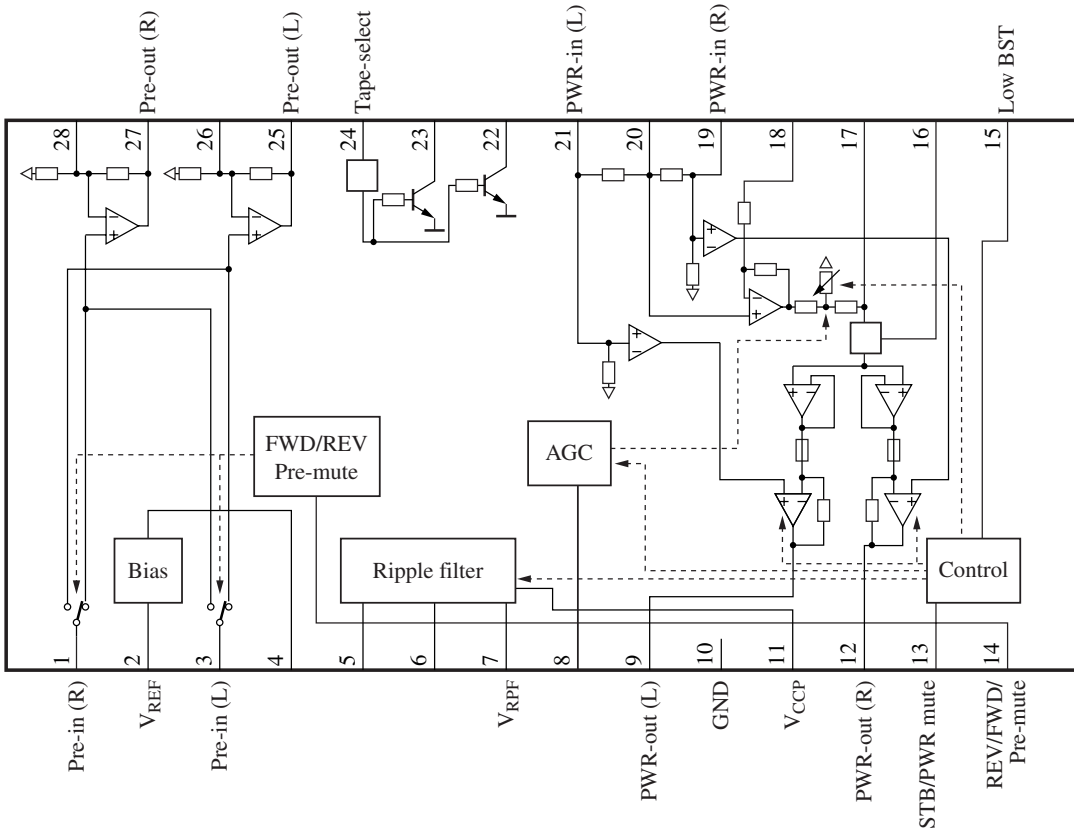 Pre-out (R)
Pre-out (L)
Tape-select
PWR-in (L)
PWR-in (R)
Low BST
28
27
26
25
24
23
22
21
20
19
18
17
16
15
−
+
−
+
+
−
−
+
+
−
+
−
−
+
FWD/REV
Pre-mute
AGC
+
−
−
+
Bias
Ripple filter
Control
1
2
3
4
5
6
7
8
9
10
11
12
13
14
Pre-in (R)
VREF
Pre-in (L)
VRPF
PWR-out (L)
GND
VCCP
PWR-out (R)
STB/PWR mute
REV/FWD/
Pre-mute